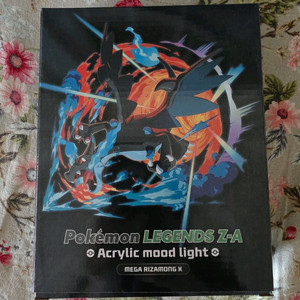 Pokémon LEGENDS Z-A
Acrylic mood light
MEGA RIZAMONG X